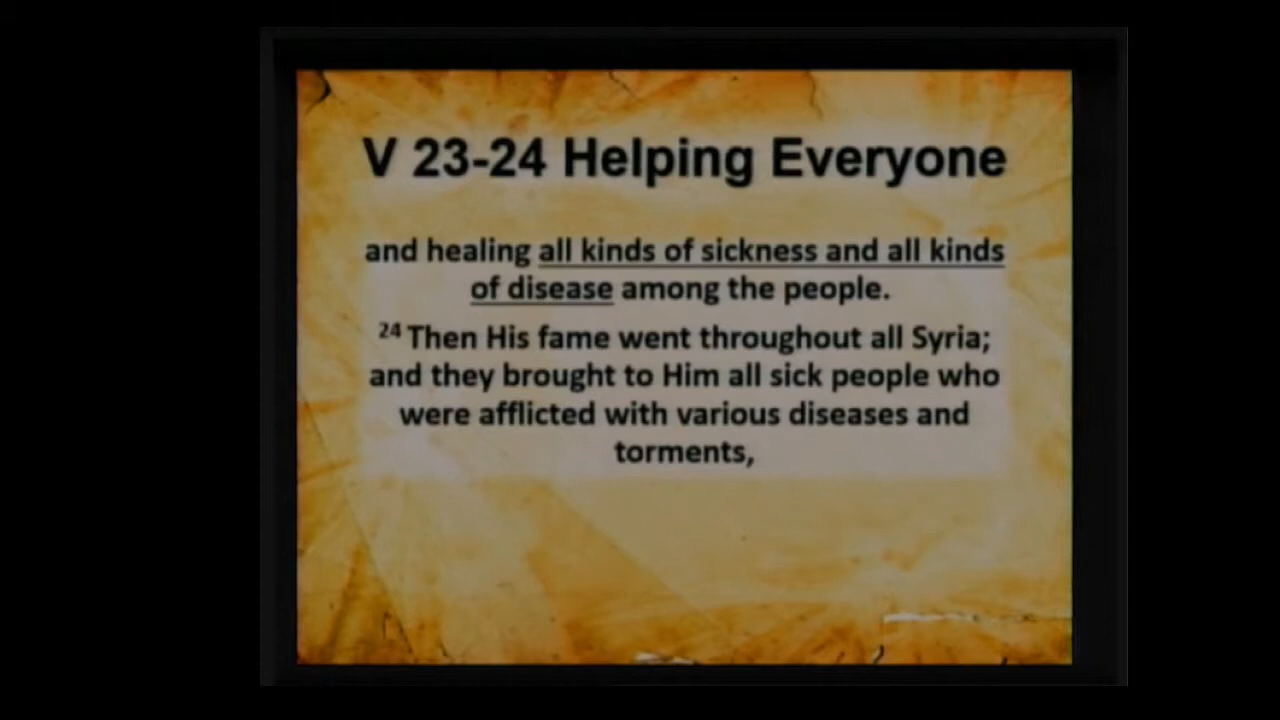 V 23-24 Helping Everyone
and healing all kinds of sickness and all kinds
of disease among the people.
24 Then His fame went throughout all Syria;
and they brought to Him all sick people who
were afflicted with various diseases and
torments,